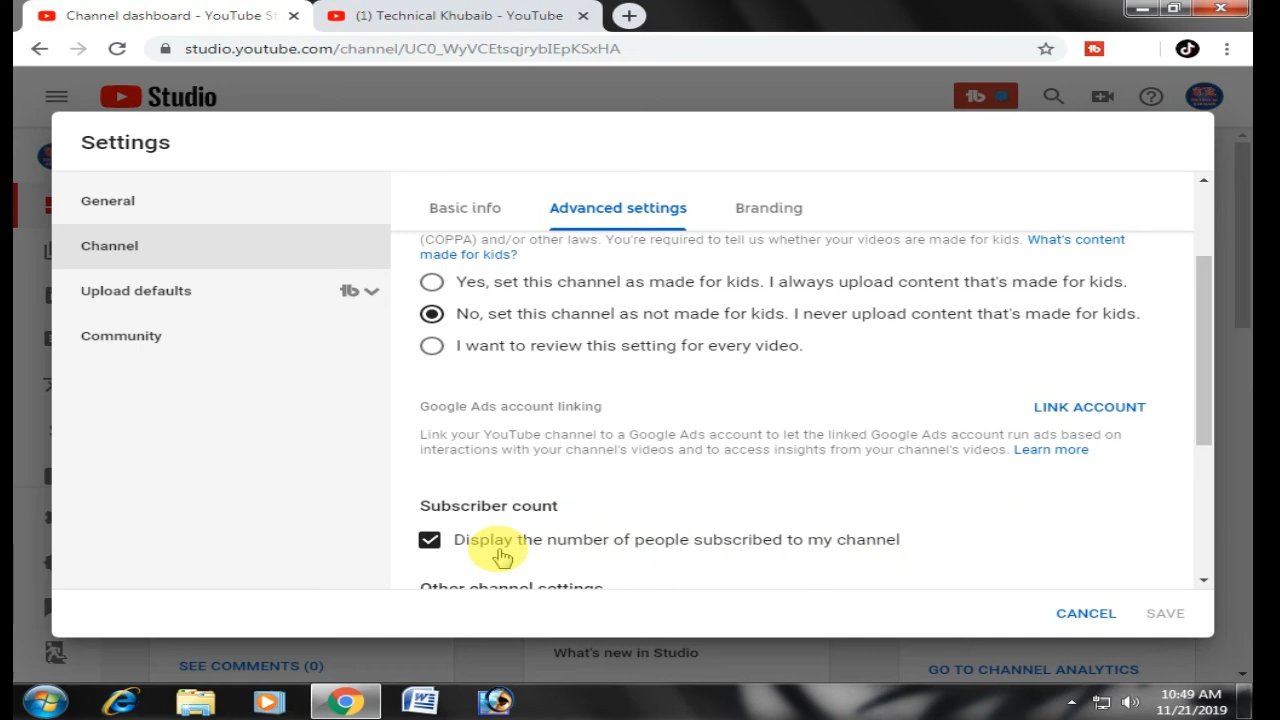 Channel dashboard - YouTube St
(1) Technical Khubaib - YouTube
studio.youtube.com/channel/UC0_WyVCEtsqjrybIEpKSxHA
Studio
Settings
General
Channel
Upload defaults
Community
Basic info
Advanced settings
Branding
(COPPA) and/or other laws. You're required to tell us whether your videos are made for kids. What's content
made for kids?
Yes, set this channel as made for kids. I always upload content that's made for kids.
No, set this channel as not made for kids. I never upload content that's made for kids.
I want to review this setting for every video.
Google Ads account linking
LINK ACCOUNT
Link your YouTube channel to a Google Ads account to let the linked Google Ads account run ads based on
interactions with your channel's videos and to access insights from your channel's videos. Learn more
Subscriber count
Display the number of people subscribed to my channel
Other channel settings
CANCEL
SAVE
SEE COMMENTS (0)
What's new in Studio
GO TO CHANNEL ANALYTICS
10:49 AM
11/21/2019